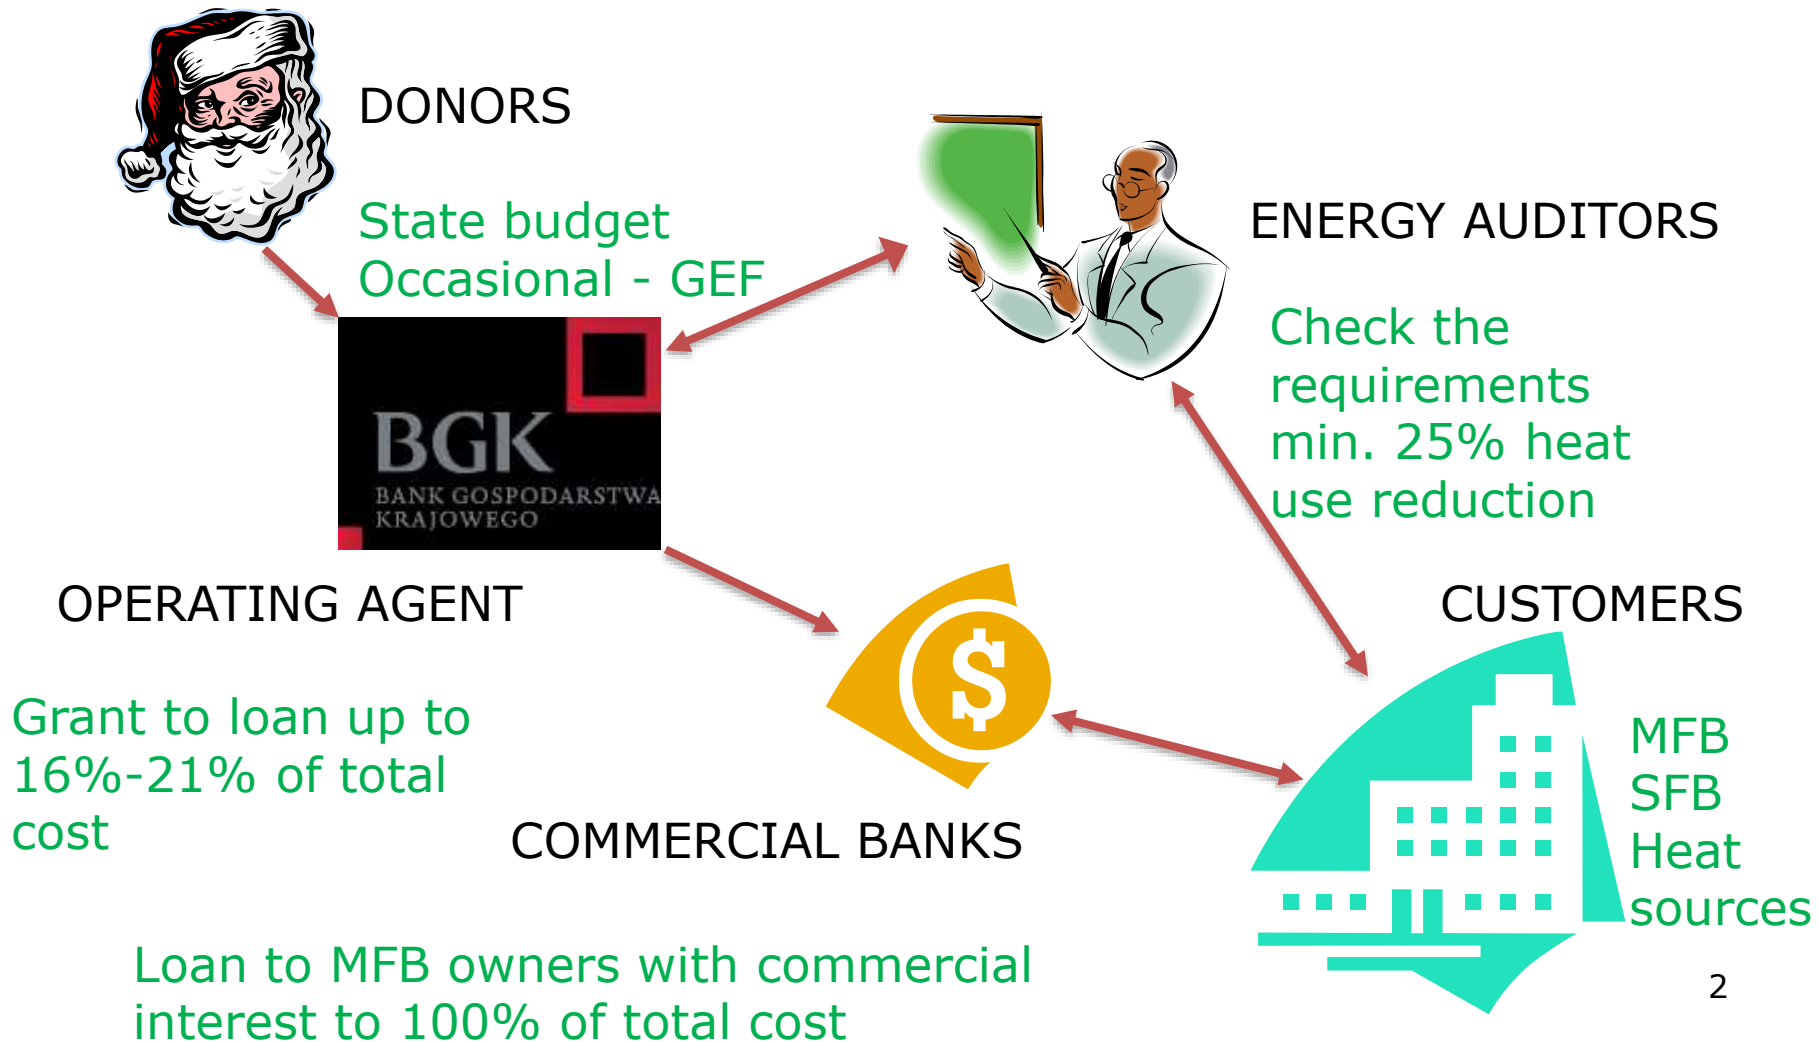 DONORS
State budget
Occasional - GEF
ENERGY AUDITORS
Check the
requirements
min. 25% heat
use reduction
BGK
BANK GOSPODARSTWA
KRAJOWEGO
OPERATING AGENT
Grant to loan up to
16%-21% of total
cost
$
COMMERCIAL BANKS
Loan to MFB owners with commercial
interest to 100% of total cost
CUSTOMERS
MFB
SFB
Heat
sources
2